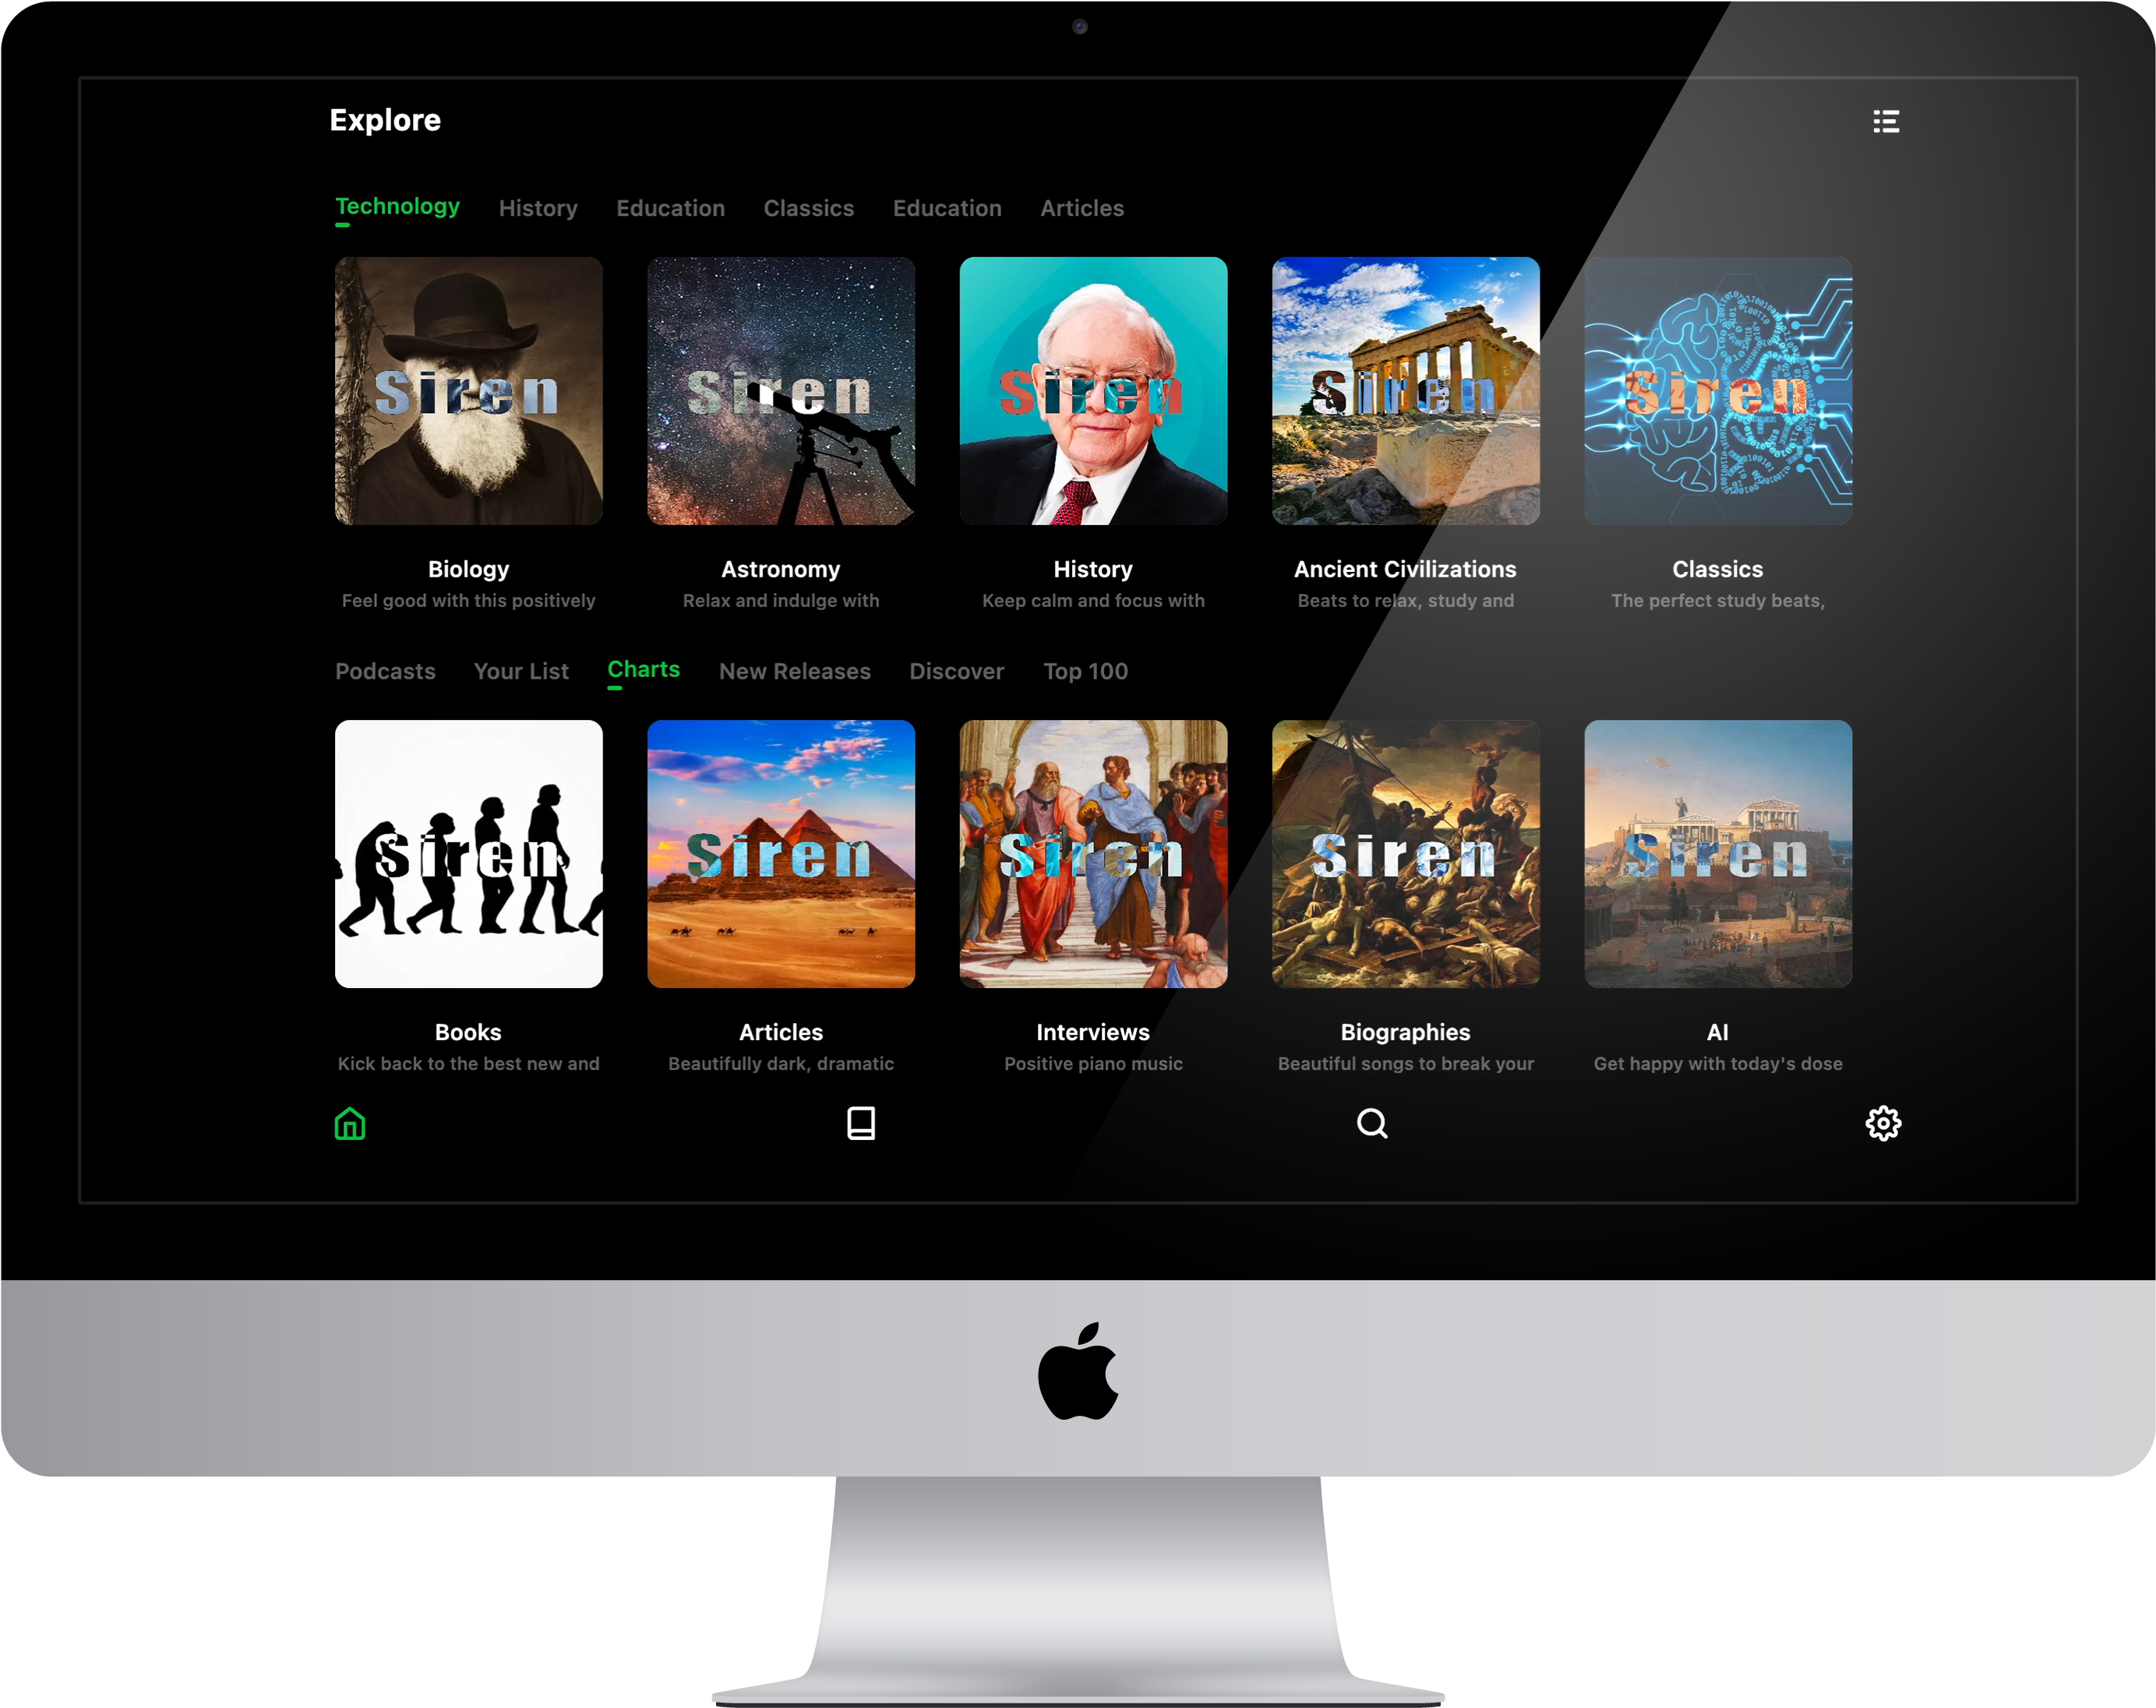 Explore
Technology History Education Classics Education Articles
Siren Siren Siren Siren Siren
Biology Astronomy History Ancient Civilizations Classics
Feel good with this positively Relax and indulge with Keep calm and focus with Beats to relax, study and The perfect study beats,
Podcasts Your List Charts New Releases Discover Top 100
Siren Siren Siren Siren Siren
Books Articles Interviews Biographies AI
Kick back to the best new and Beautifully dark, dramatic Positive piano music Beautiful songs to break your Get happy with today's dose